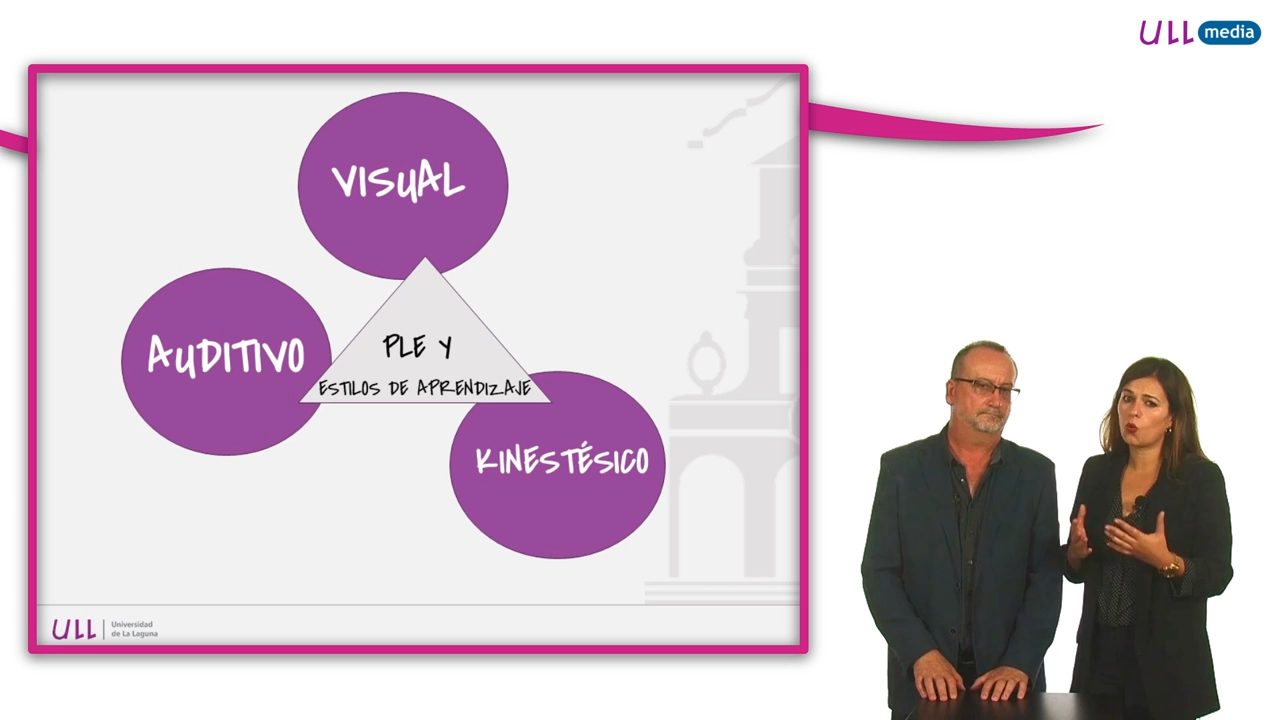 ULL media
VISUAL
AUDITIVO
PLE Y
ESTILOS DE APRENDIZAJE
KINESTÉSICO
ULL
Universidad
de La Laguna